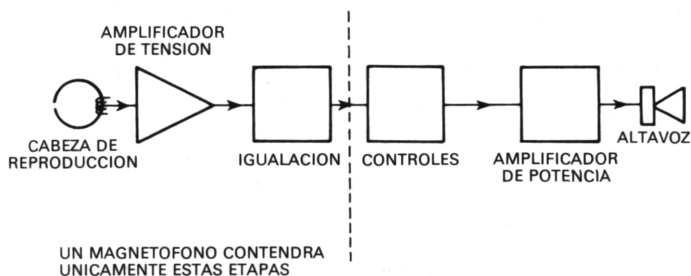 AMPLIFICADOR
DE TENSION
CABEZA DE
REPRODUCCION
IGUALACION
CONTROLES
AMPLIFICADOR
DE POTENCIA
ALTAVOZ
UN MAGNETOFONO CONTENDRA
UNICAMENTE ESTAS ETAPAS